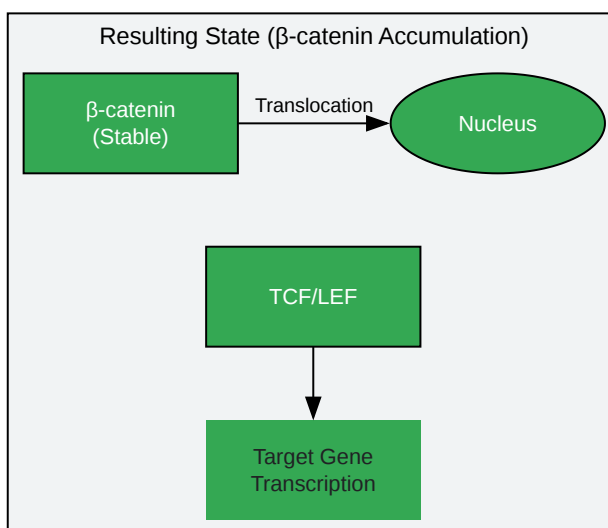 Resulting State (β-catenin Accumulation)
β-catenin
(Stable)
Translocation
Nucleus
TCF/LEF
Target Gene
Transcription